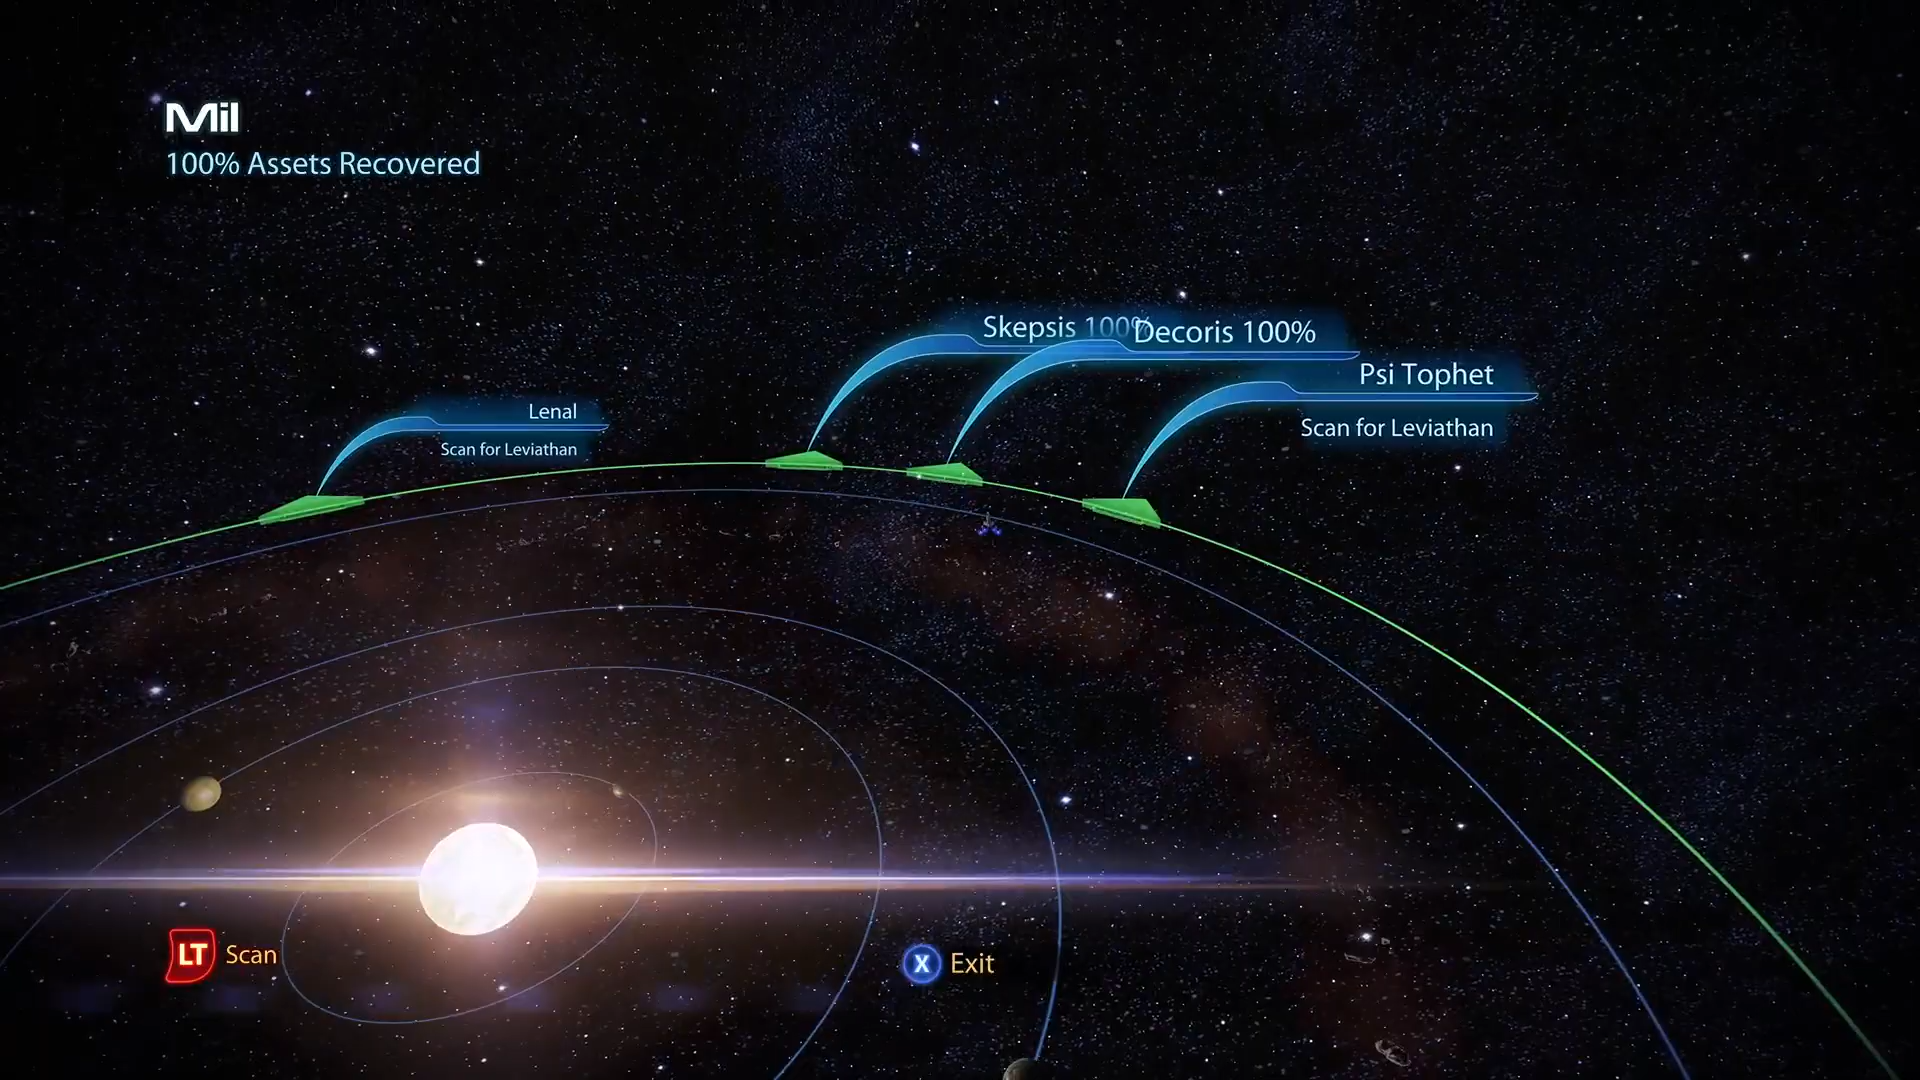 Mil
100% Assets Recovered
Skepsis 100%
Decoris 100%
Psi Tophet
Scan for Leviathan
Lenal
Scan for Leviathan
LT Scan
X Exit